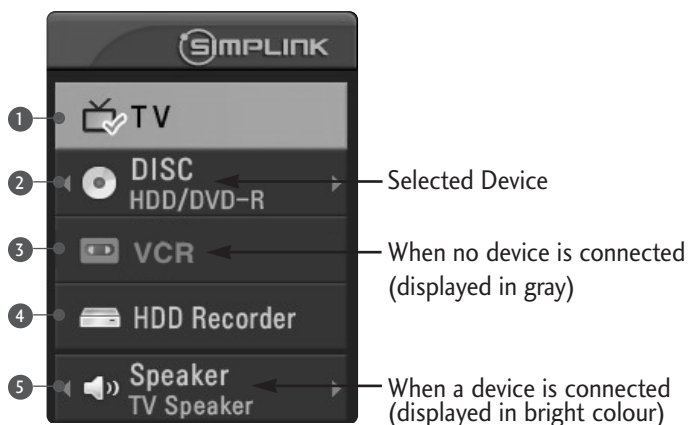 SIMPLINK
1 TV
2 DISC
HDD/DVD-R
Selected Device
3 VCR
When no device is connected
(displayed in gray)
4 HDD Recorder
5 Speaker
TV Speaker
When a device is connected
(displayed in bright colour)